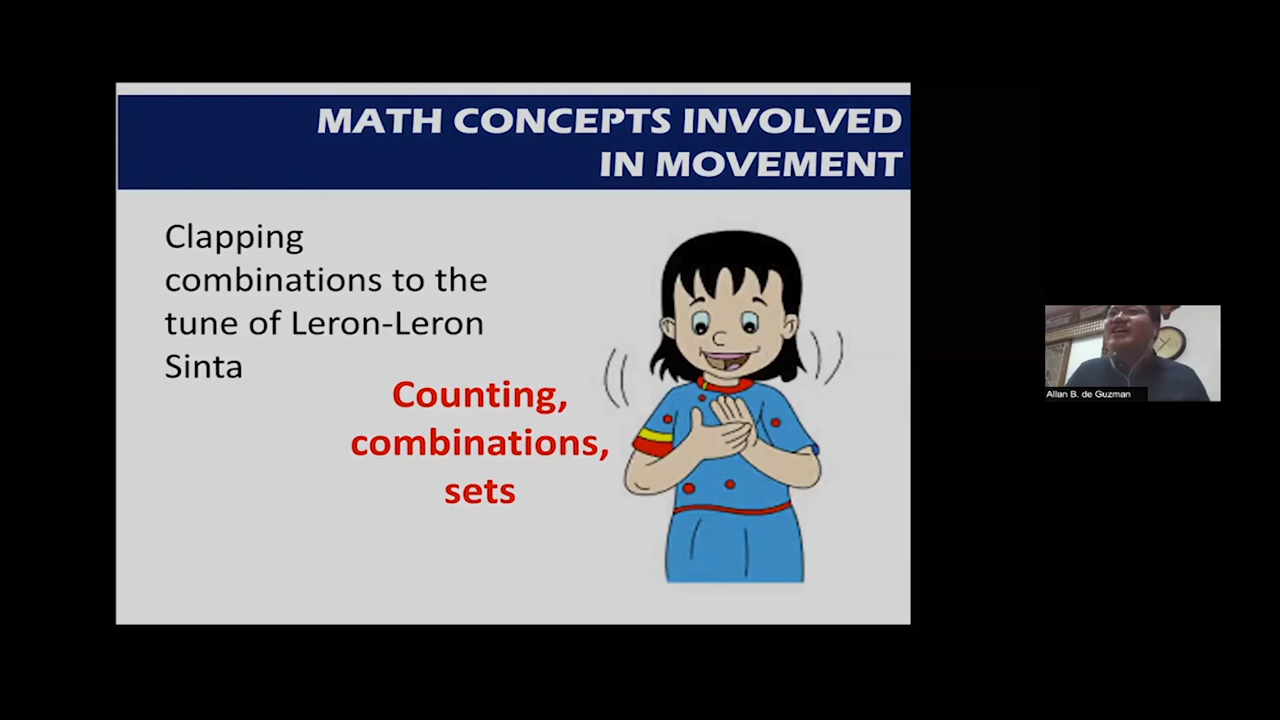 MATH CONCEPTS INVOLVED
IN MOVEMENT
Clapping
combinations to the
tune of Leron-Leron
Sinta
Counting,
combinations,
sets
Allan B. de Guzman